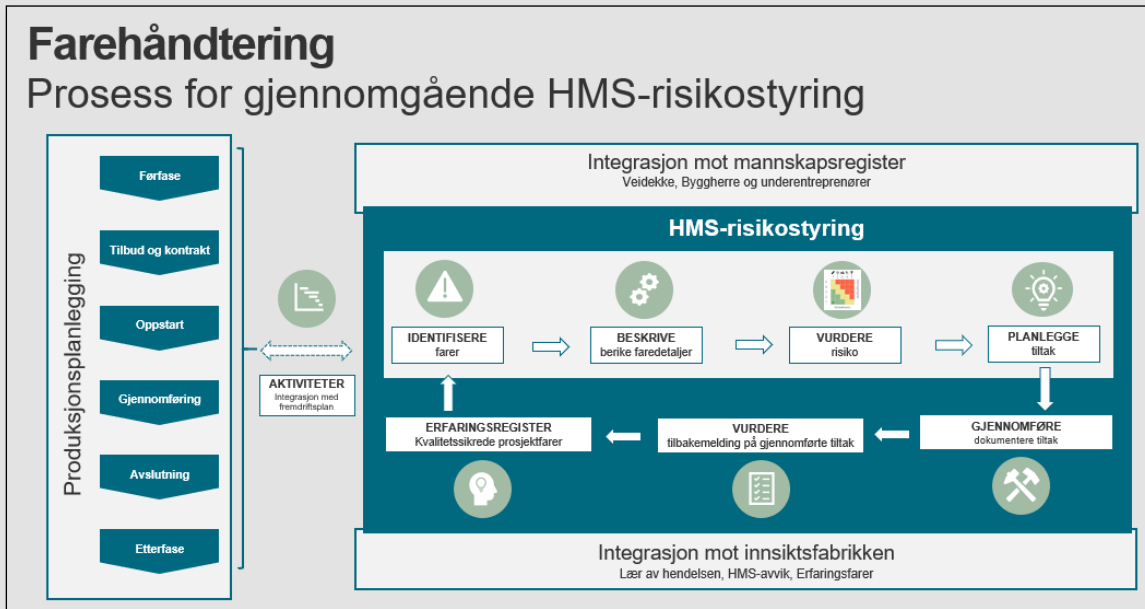 Farehåndtering
Prosess for gjennomgående HMS-risikostyring
Produksjonsplanlegging
Førfase
Tilbud og kontrakt
Oppstart
Gjennomføring
Avslutning
Etterfase
AKTIVITETER
Integrasjon med
fremdriftsplan
Integrasjon mot mannskapsregister
Veidekke, Byggherre og underentreprenører
HMS-risikostyring
IDENTIFISERE
farer
BESKRIVE
berike faredetaljer
VURDERE
risiko
PLANLEGGE
tiltak
GJENNOMFØRE
dokumentere tiltak
VURDERE
tilbakemelding på gjennomførte tiltak
ERFARINGSREGISTER
Kvalitetssikrede prosjektfarer
Integrasjon mot innsiktsfabrikken
Lær av hendelsen, HMS-avvik, Erfaringsfarer